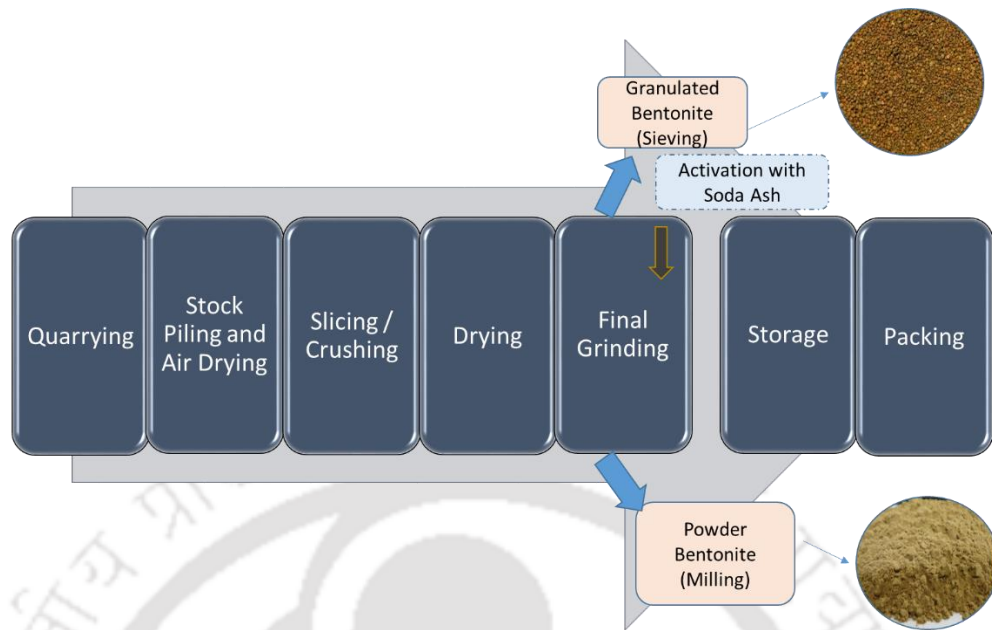 Granulated
Bentonite
(Sieving)
Activation with
Soda Ash
Quarrying
Stock
Piling and
Air Drying
Slicing /
Crushing
Drying
Final
Grinding
Storage
Packing
Powder
Bentonite
(Milling)